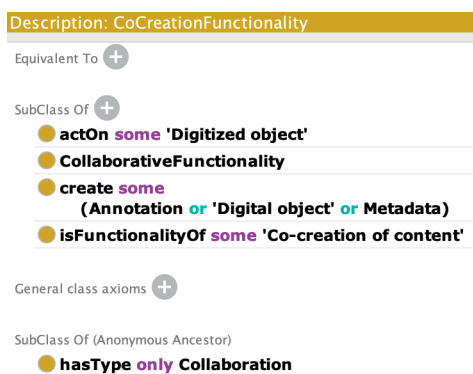 Description: CoCreationFunctionality
Equivalent To
SubClass Of
actOn some 'Digitized object'
CollaborativeFunctionality
create some
(Annotation or 'Digital object' or Metadata)
isFunctionalityOf some 'Co-creation of content'
General class axioms
SubClass Of (Anonymous Ancestor)
hasType only Collaboration